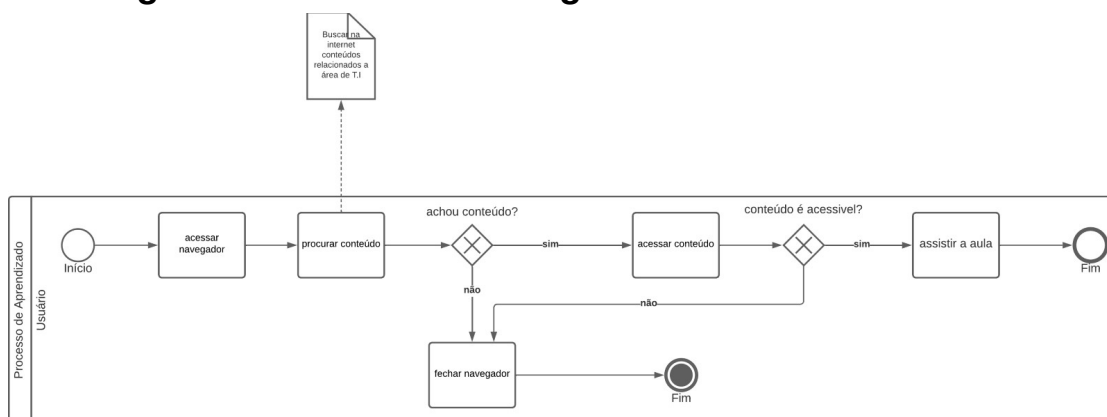 Buscar na
internet
conteúdos
relacionados a
área de T.I
Processo de Aprendizado
Usuário
Início
acessar
navegador
procurar conteúdo
achou conteúdo?
sim
não
acessar conteúdo
conteúdo é acessivel?
sim
não
assistir a aula
Fim
fechar navegador
Fim